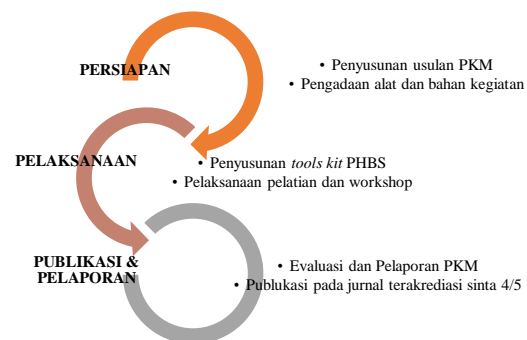 PERSIAPAN
• Penyusunan usulan PKM
• Pengadaan alat dan bahan kegiatan
PELAKSANAAN
• Penyusunan tools kit PHBS
• Pelaksanaan pelatian dan workshop
PUBLIKASI &
PELAPORAN
• Evaluasi dan Pelaporan PKM
• Publukasi pada jurnal terakrediasi sinta 4/5